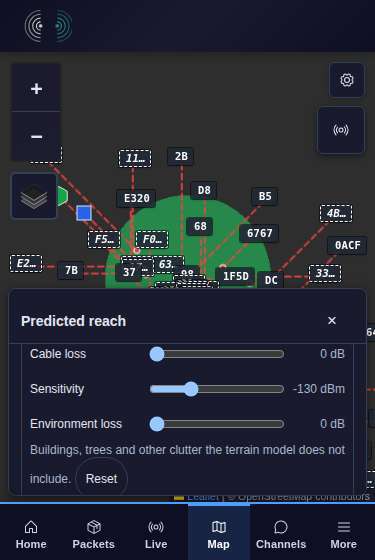 +
−
11…
2B
E320
D8
B5
4B…
68
F5…
F0…
6767
0ACF
E2…
7B
37
63…
98
1F5D
DC
33…
Predicted reach
×
Cable loss
0 dB
Sensitivity
-130 dBm
Environment loss
0 dB
Buildings, trees and other clutter the terrain model does not
include.
Reset
Leaflet | © OpenStreetMap contributors
Home
Packets
Live
Map
Channels
More